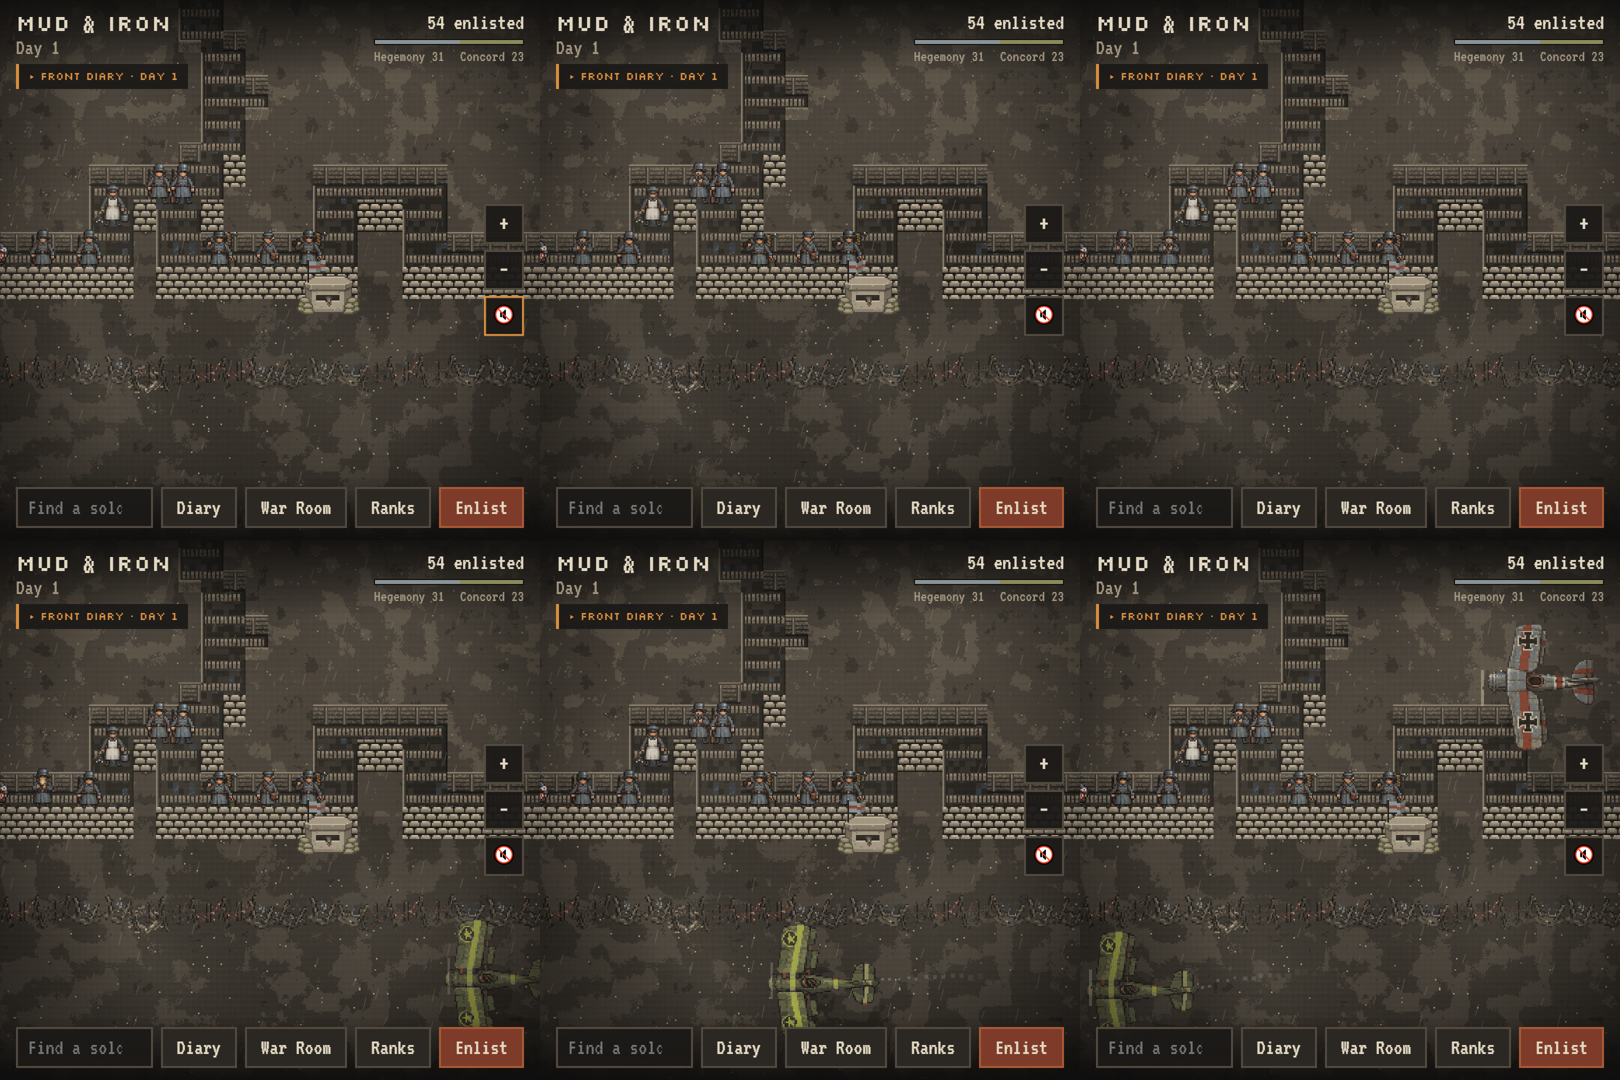 MUD & IRON
54 enlisted
Day 1
Hegemony 31 Concord 23
▸ FRONT DIARY · DAY 1
+
-
Find a solc
Diary
War Room
Ranks
Enlist
MUD & IRON
54 enlisted
Day 1
Hegemony 31 Concord 23
▸ FRONT DIARY · DAY 1
+
-
Find a solc
Diary
War Room
Ranks
Enlist
MUD & IRON
54 enlisted
Day 1
Hegemony 31 Concord 23
▸ FRONT DIARY · DAY 1
+
-
Find a solc
Diary
War Room
Ranks
Enlist
MUD & IRON
54 enlisted
Day 1
Hegemony 31 Concord 23
▸ FRONT DIARY · DAY 1
+
-
Find a solc
Diary
War Room
Ranks
Enlist
MUD & IRON
54 enlisted
Day 1
Hegemony 31 Concord 23
▸ FRONT DIARY · DAY 1
+
-
Find a solc
Diary
War Room
Ranks
Enlist
MUD & IRON
54 enlisted
Day 1
Hegemony 31 Concord 23
▸ FRONT DIARY · DAY 1
+
-
Find a solc
Diary
War Room
Ranks
Enlist